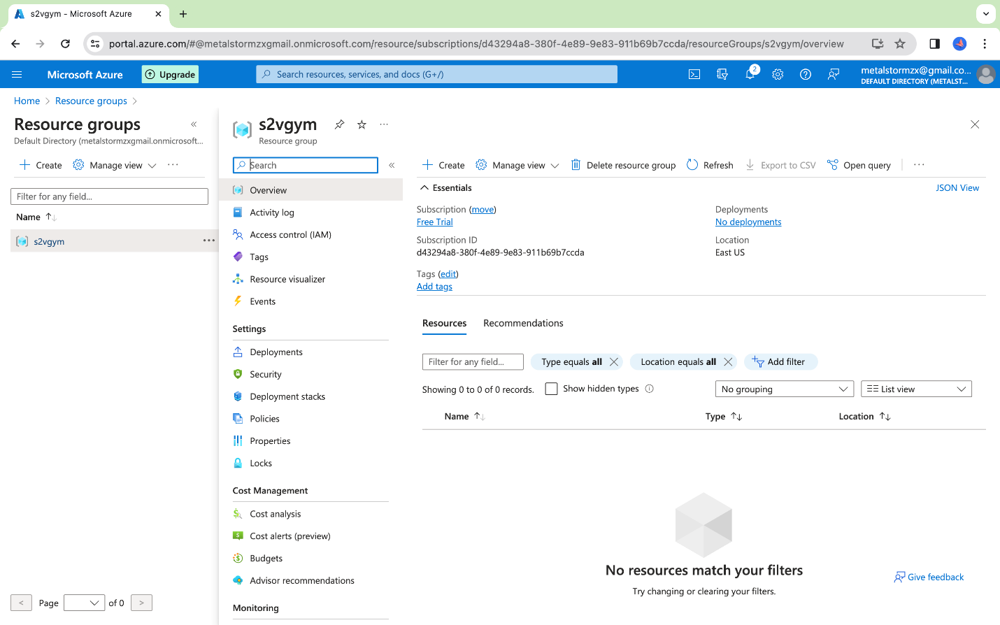 s2vgym - Microsoft Azure
portal.azure.com/#@metalstormzxgmail.onmicrosoft.com/resource/subscriptions/d43294a8-380f-4e89-9e83-911b69b7ccda/resourceGroups/s2vgym/overview
Microsoft Azure
Upgrade
Search resources, services, and docs (G+/)
2
metalstormzx@gmail.co...
DEFAULT DIRECTORY (METALST...
Home > Resource groups >
Resource groups
Default Directory (metalstormzxgmail.onmicrosoft...
Create
Manage view
Filter for any field...
Name
s2vgym
Page
of 0
s2vgym
Resource group
Search
Overview
Activity log
Access control (IAM)
Tags
Resource visualizer
Events
Settings
Deployments
Security
Deployment stacks
Policies
Properties
Locks
Cost Management
Cost analysis
Cost alerts (preview)
Budgets
Advisor recommendations
Monitoring
Create
Manage view
Delete resource group
Refresh
Export to CSV
Open query
Essentials
JSON View
Subscription (move)
Free Trial
Subscription ID
d43294a8-380f-4e89-9e83-911b69b7ccda
Tags (edit)
Add tags
Deployments
No deployments
Location
East US
Resources
Recommendations
Filter for any field...
Type equals all
Location equals all
Add filter
Showing 0 to 0 of 0 records.
Show hidden types
No grouping
List view
Name
Type
Location
No resources match your filters
Try changing or clearing your filters.
Give feedback